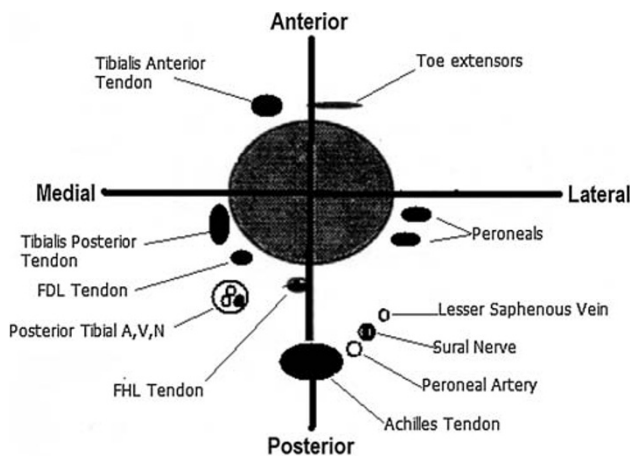 Anterior
Tibialis Anterior
Tendon
Toe extensors
Medial
Lateral
Tibialis Posterior
Tendon
Peroneals
FDL Tendon
Posterior Tibial A,V,N
Lesser Saphenous Vein
Sural Nerve
FHL Tendon
Peroneal Artery
Achilles Tendon
Posterior